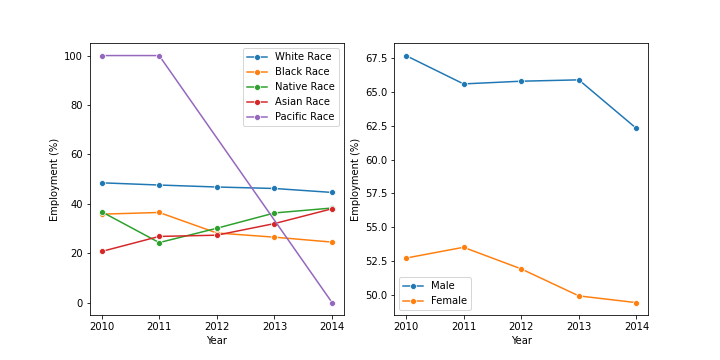 100
80
60
40
20
0
Employment (%)
2010
2011
2012
2013
2014
Year
White Race
Black Race
Native Race
Asian Race
Pacific Race
67.5
65.0
62.5
60.0
57.5
55.0
52.5
50.0
Employment (%)
2010
2011
2012
2013
2014
Year
Male
Female